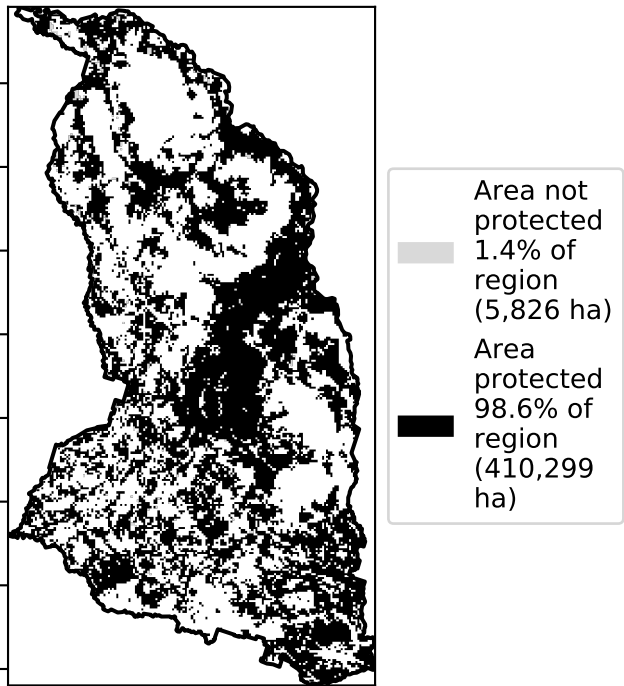 Area not
protected
1.4% of
region
(5,826 ha)
Area
protected
98.6% of
region
(410,299
ha)